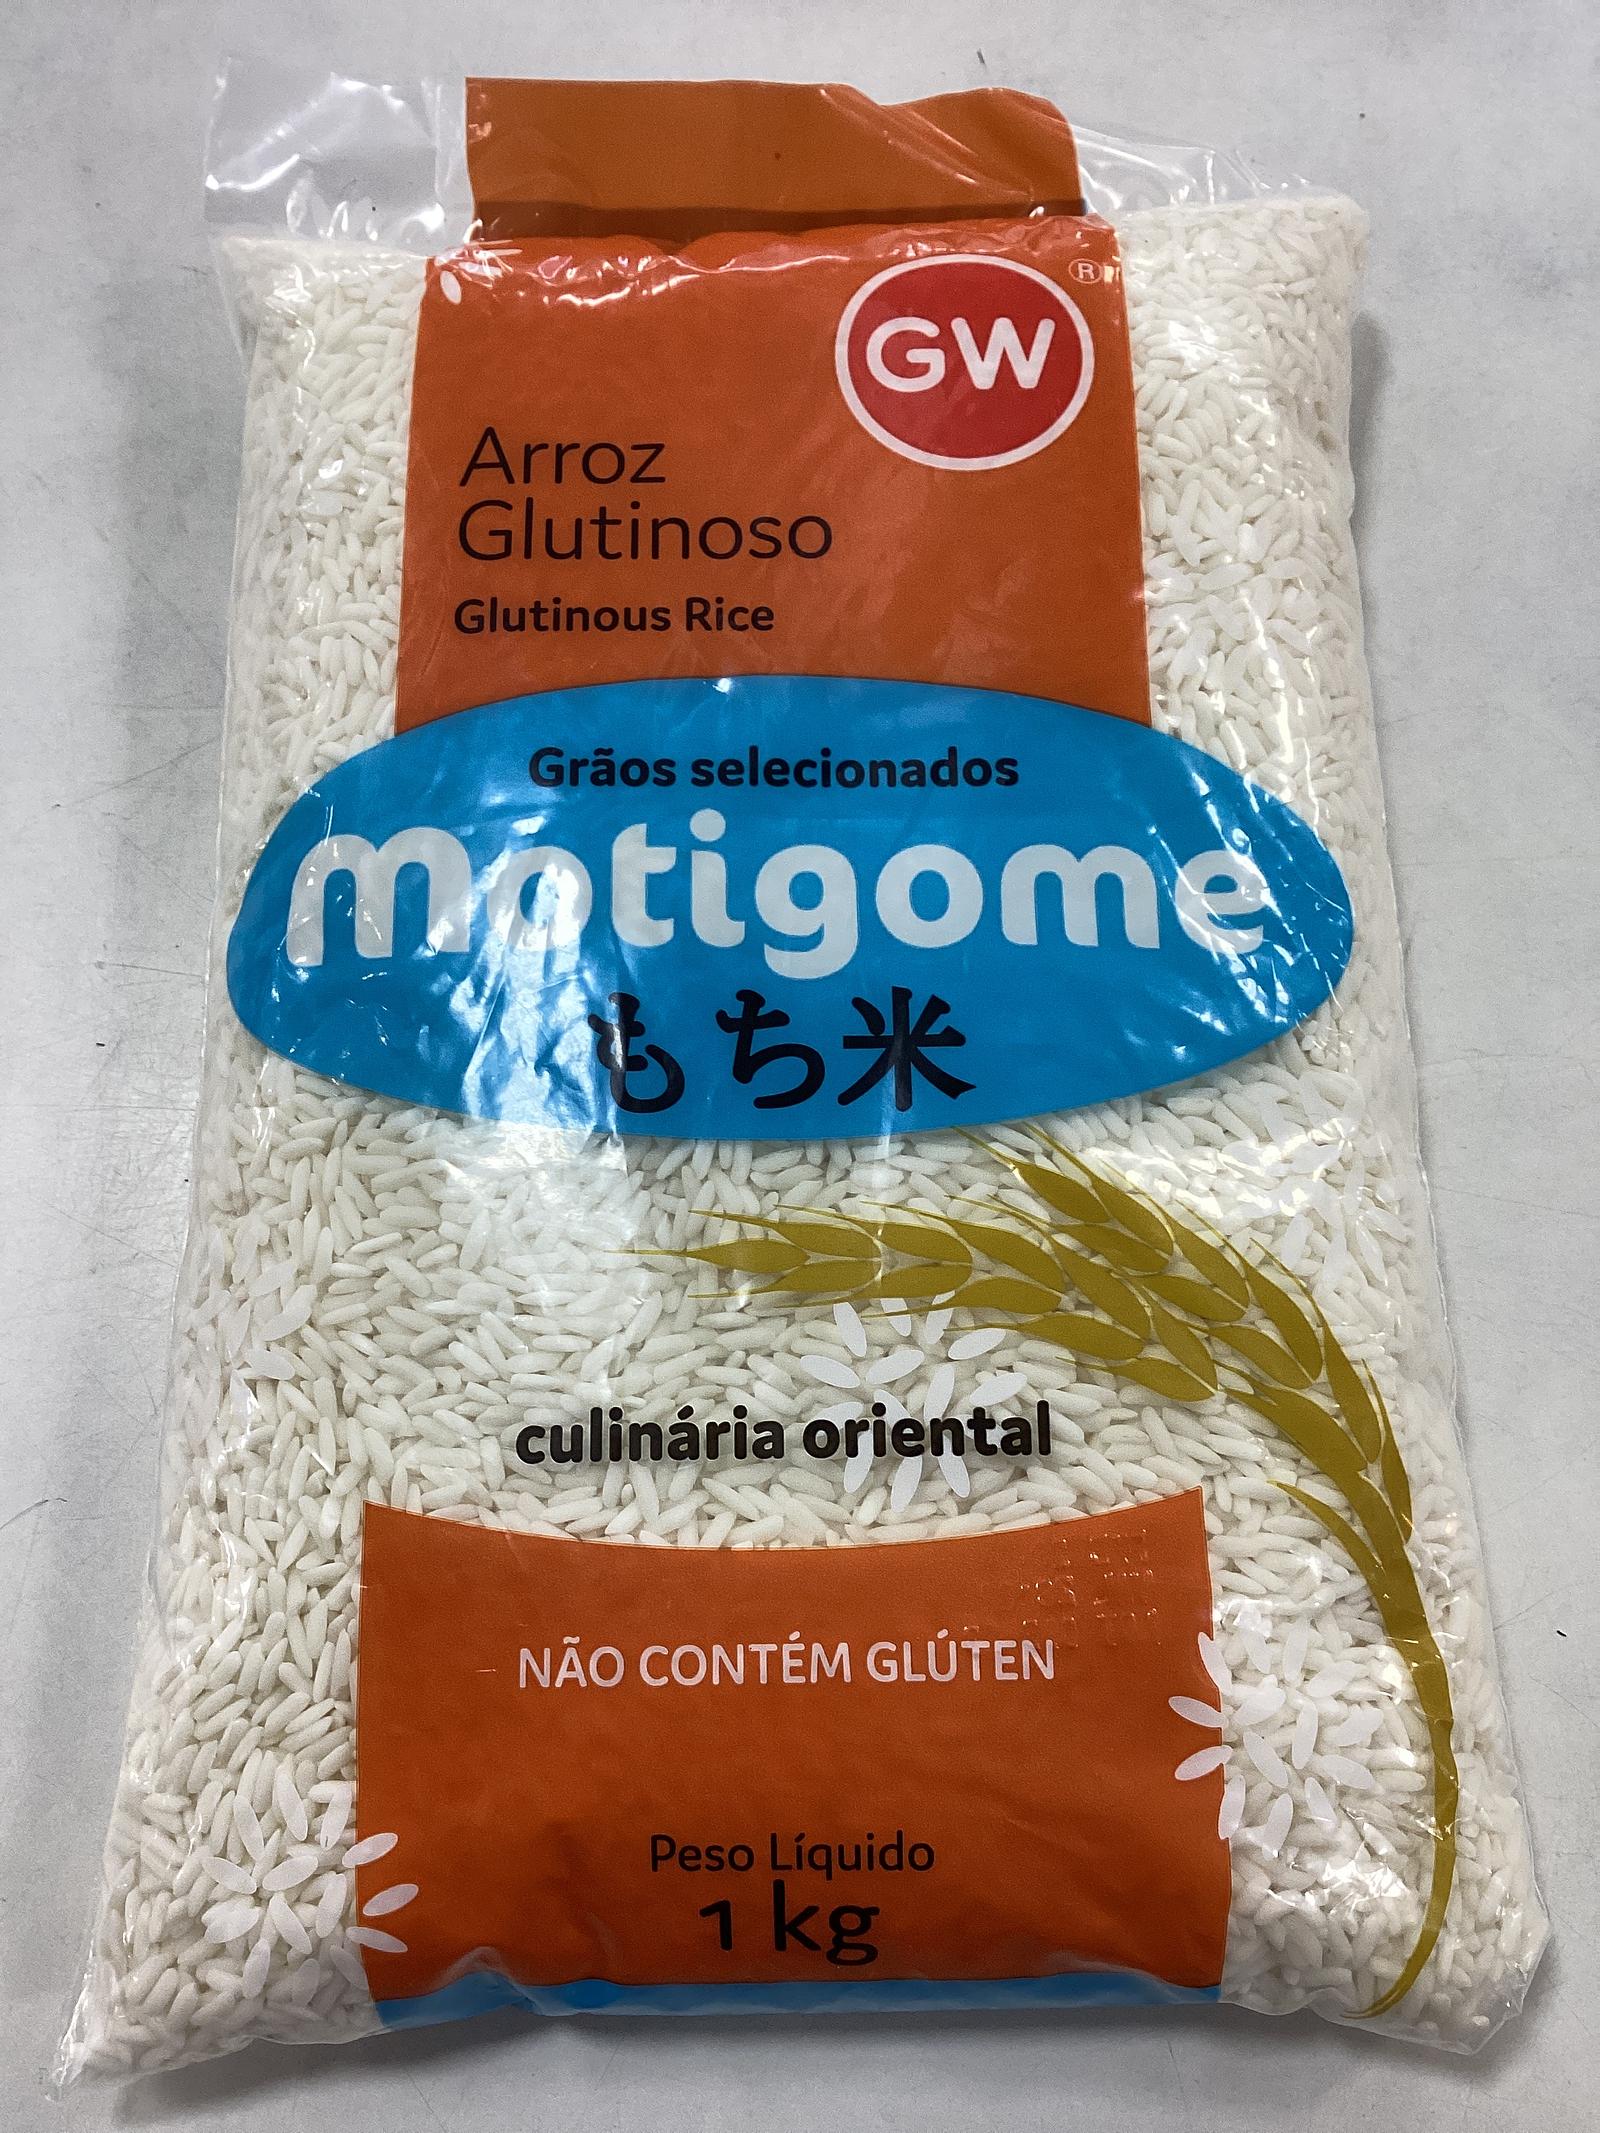 GW
®
Arroz
Glutinoso
Glutinous Rice
Grãos selecionados
motigome
もち米
culinária oriental
NÃO CONTÉM GLÚTEN
Peso Líquido
1 kg